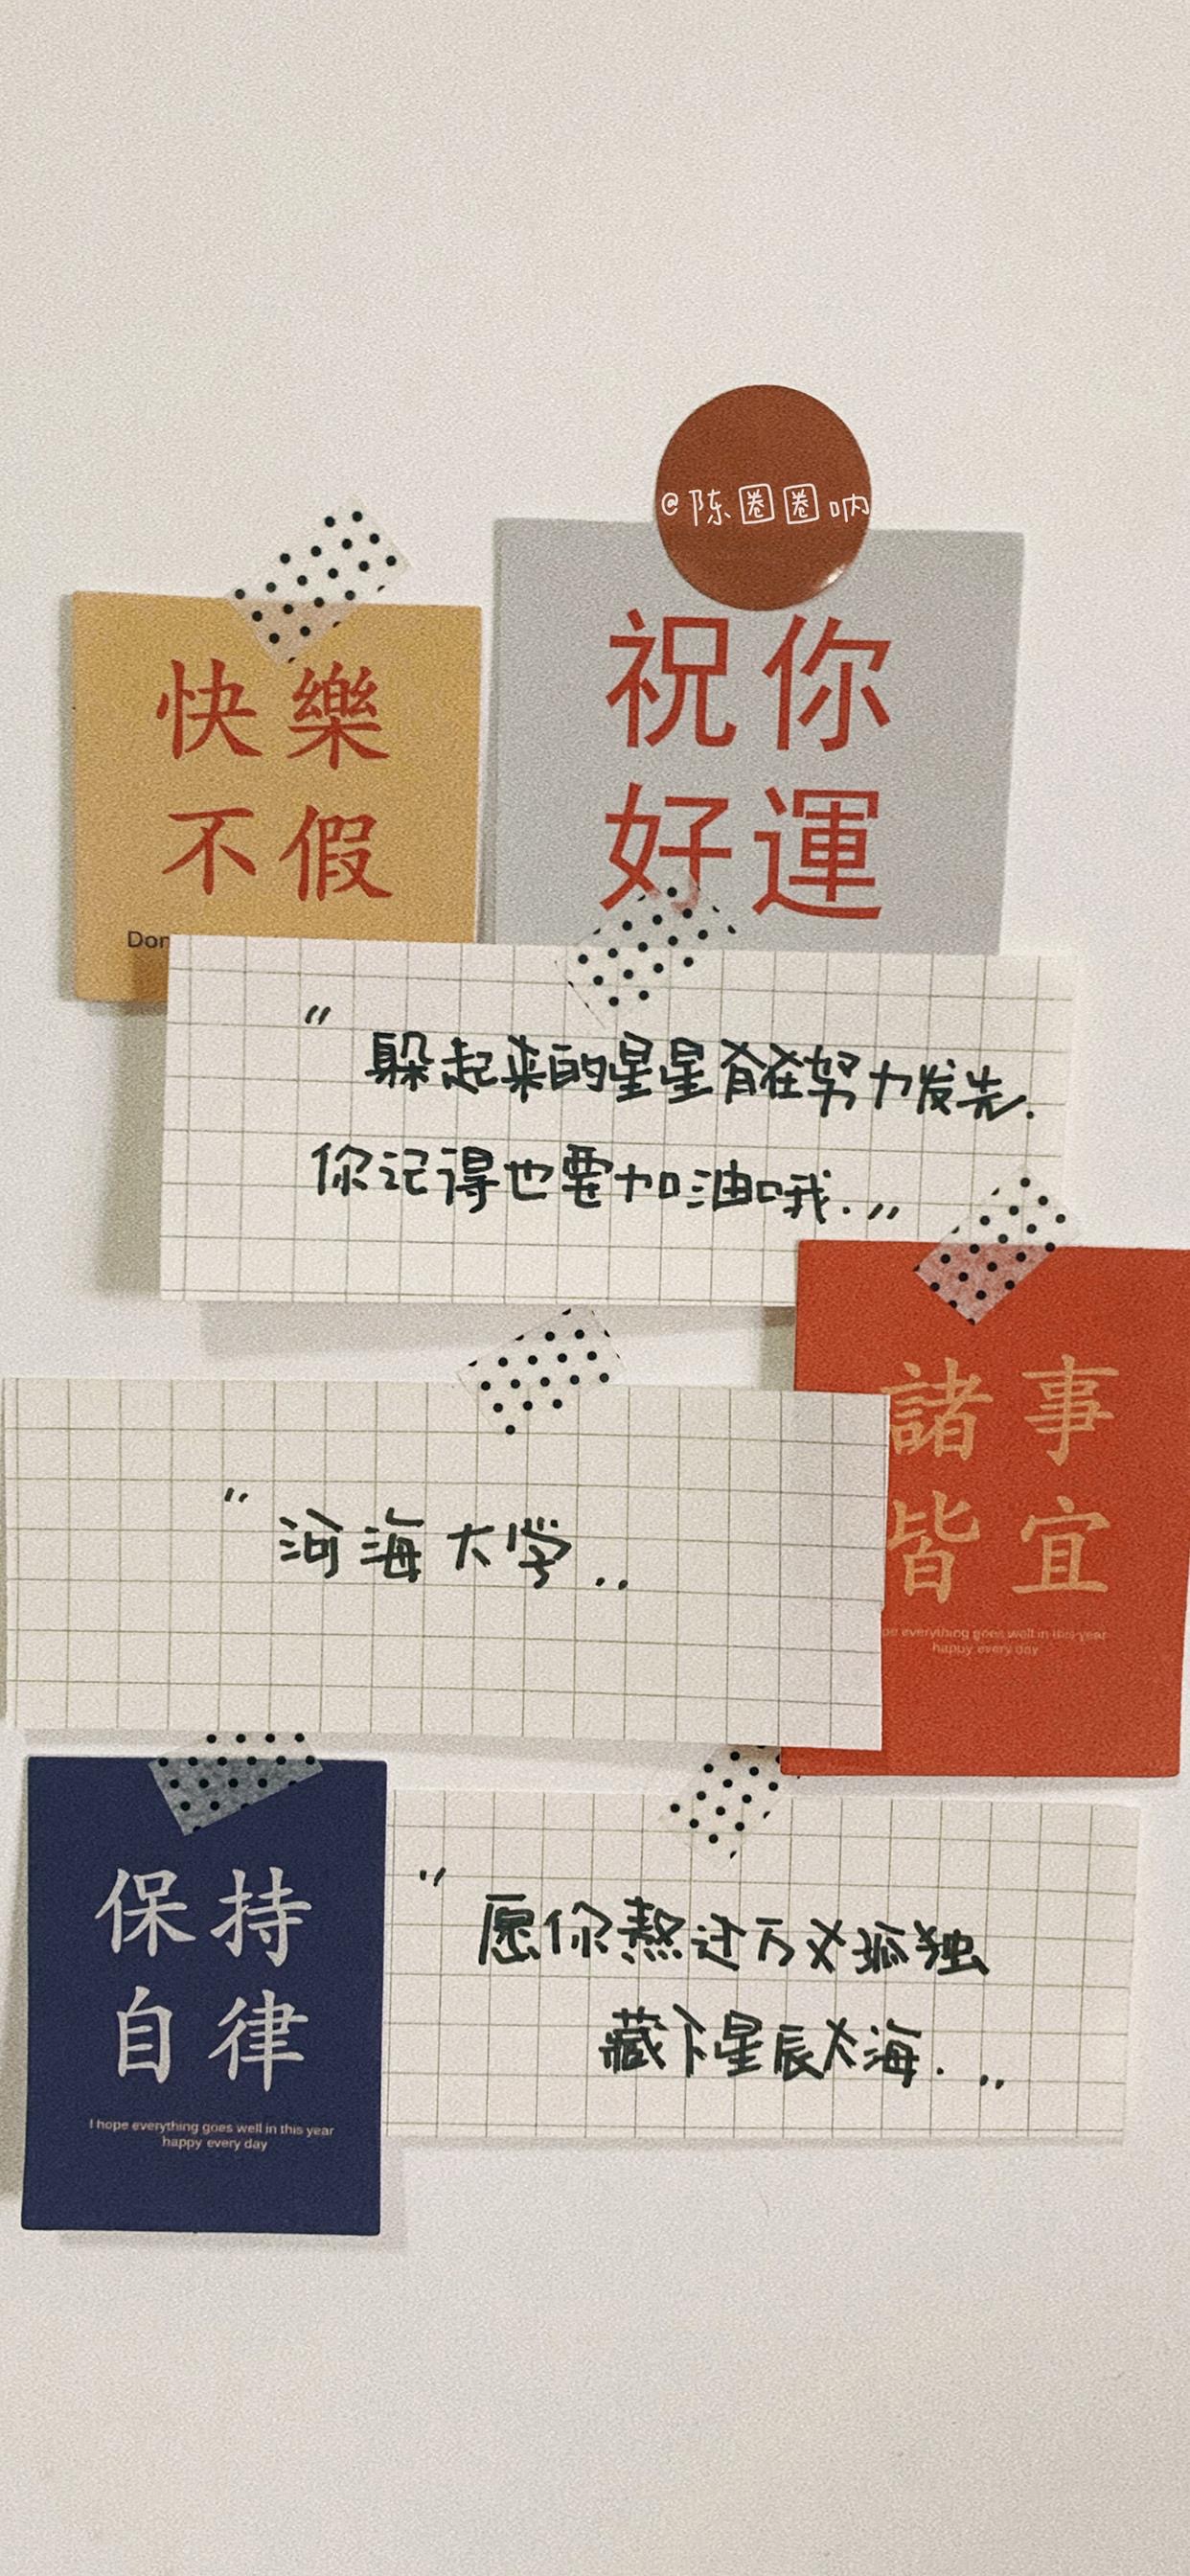 @陈圈圈呐
快樂
不假
Don
祝你
好運
“ 躲起来的星星有在努力发光.
你记得也要加油哦. ”
諸事
皆宜
pe everything goes well in this year
happy every day
“ 河海大学 . . ”
保持
自律
I hope everything goes well in this year
happy every day
“ 愿你熬过万丈孤独
藏下星辰大海. ”